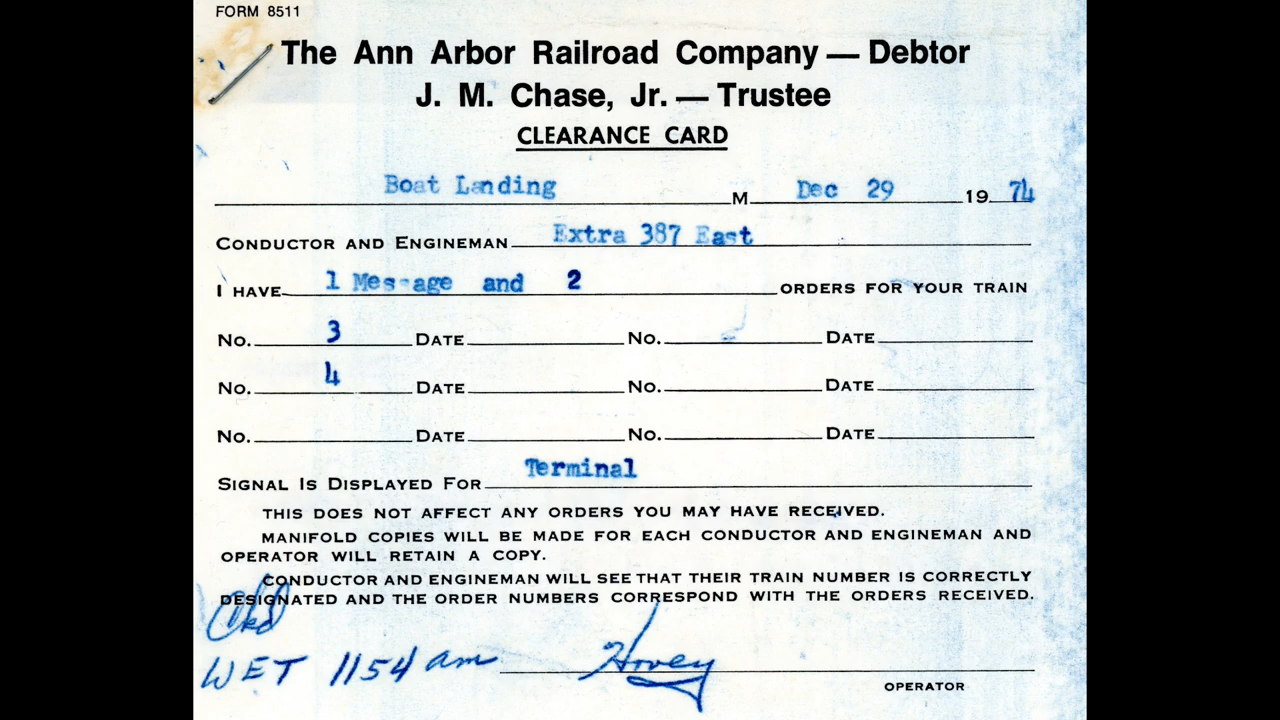 FORM 8511
The Ann Arbor Railroad Company — Debtor
J. M. Chase, Jr. — Trustee
CLEARANCE CARD
Boat Landing M Dec 29 19 74
CONDUCTOR AND ENGINEMAN Extra 387 East
I HAVE 1 Message and 2 ORDERS FOR YOUR TRAIN
NO. 3 DATE NO. DATE
NO. 4 DATE NO. DATE
NO. DATE NO. DATE
SIGNAL IS DISPLAYED FOR Terminal
THIS DOES NOT AFFECT ANY ORDERS YOU MAY HAVE RECEIVED.
MANIFOLD COPIES WILL BE MADE FOR EACH CONDUCTOR AND ENGINEMAN AND
OPERATOR WILL RETAIN A COPY.
CONDUCTOR AND ENGINEMAN WILL SEE THAT THEIR TRAIN NUMBER IS CORRECTLY
DESIGNATED AND THE ORDER NUMBERS CORRESPOND WITH THE ORDERS RECEIVED.
Ckd
WET 1154 am Hovey
OPERATOR